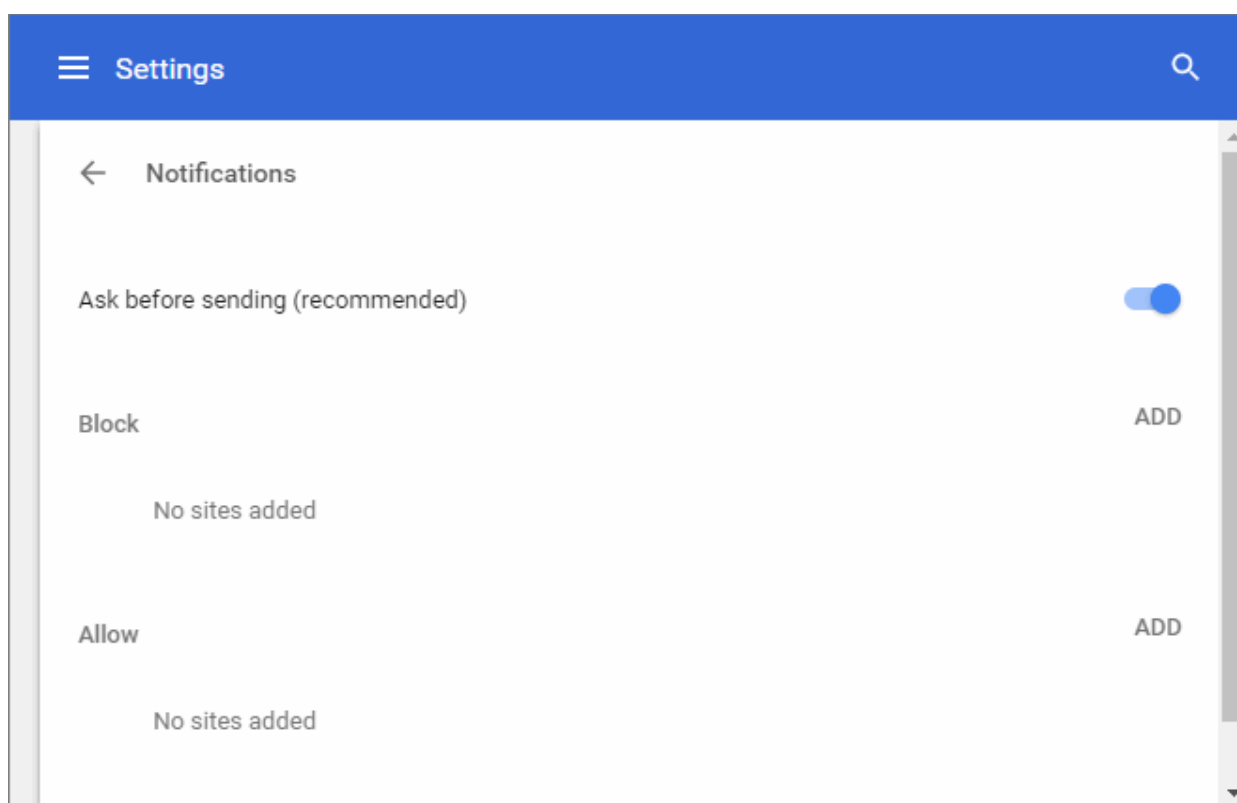 Settings
Notifications
Ask before sending (recommended)
Block ADD
No sites added
Allow ADD
No sites added